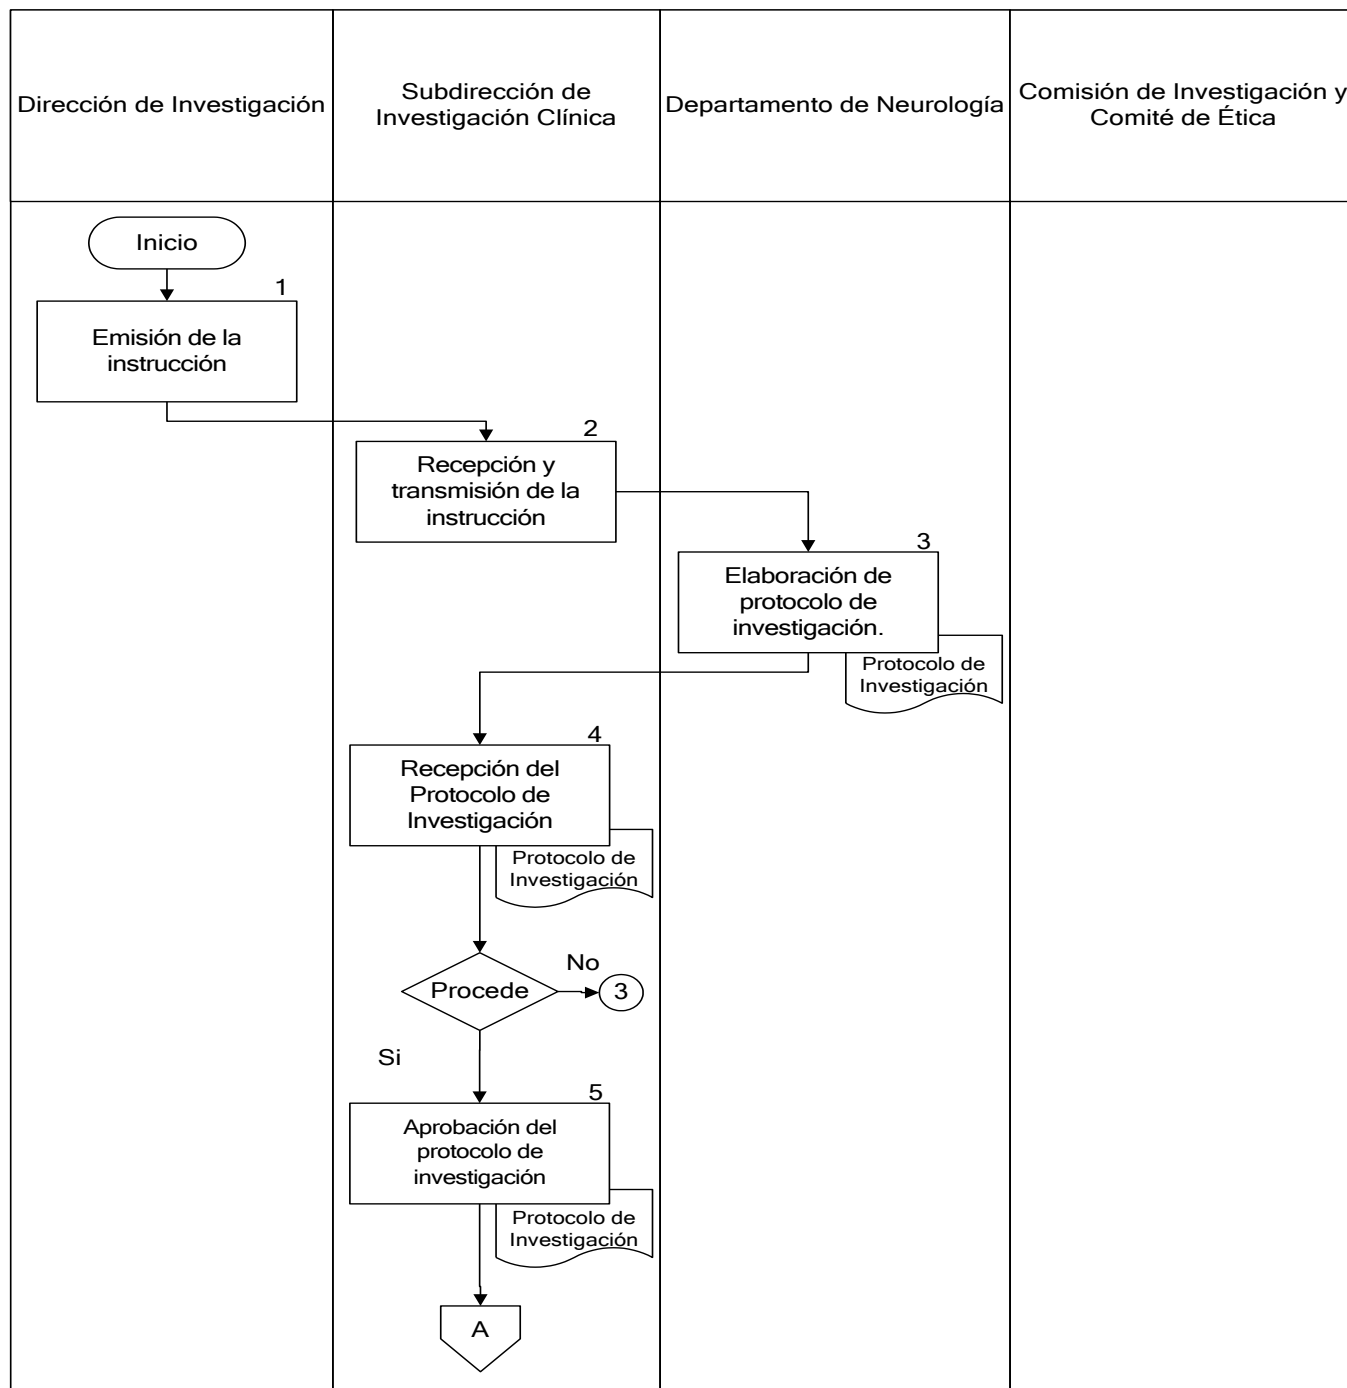 Dirección de Investigación
Subdirección de
Investigación Clínica
Departamento de Neurología
Comisión de Investigación y
Comité de Ética
Inicio
1
Emisión de la
instrucción
2
Recepción y
transmisión de la
instrucción
3
Elaboración de
protocolo de
investigación.
Protocolo de
Investigación
4
Recepción del
Protocolo de
Investigación
Protocolo de
Investigación
Procede
No
3
Si
5
Aprobación del
protocolo de
investigación
Protocolo de
Investigación
A